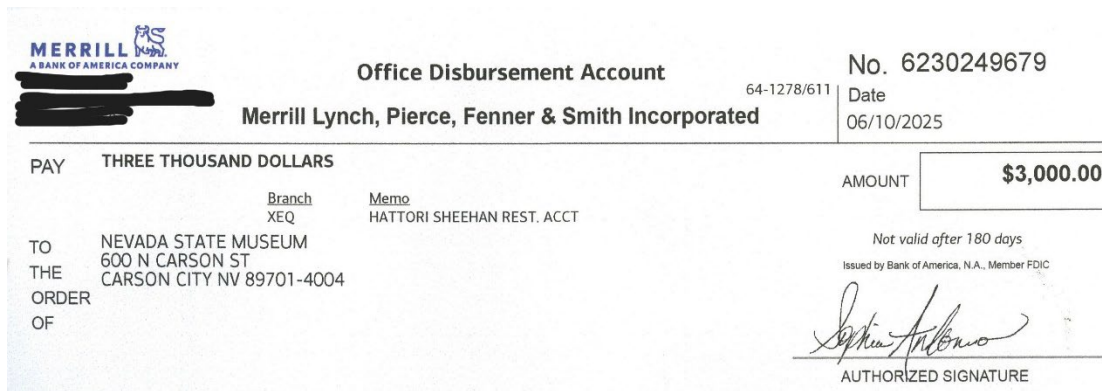 MERRILL
A BANK OF AMERICA COMPANY
Office Disbursement Account
Merrill Lynch, Pierce, Fenner & Smith Incorporated
64-1278/611
No. 6230249679
Date
06/10/2025
PAY THREE THOUSAND DOLLARS
AMOUNT $3,000.00
Branch Memo
XEQ HATTORI SHEEHAN REST. ACCT
TO THE ORDER OF
NEVADA STATE MUSEUM
600 N CARSON ST
CARSON CITY NV 89701-4004
Not valid after 180 days
Issued by Bank of America, N.A., Member FDIC
AUTHORIZED SIGNATURE